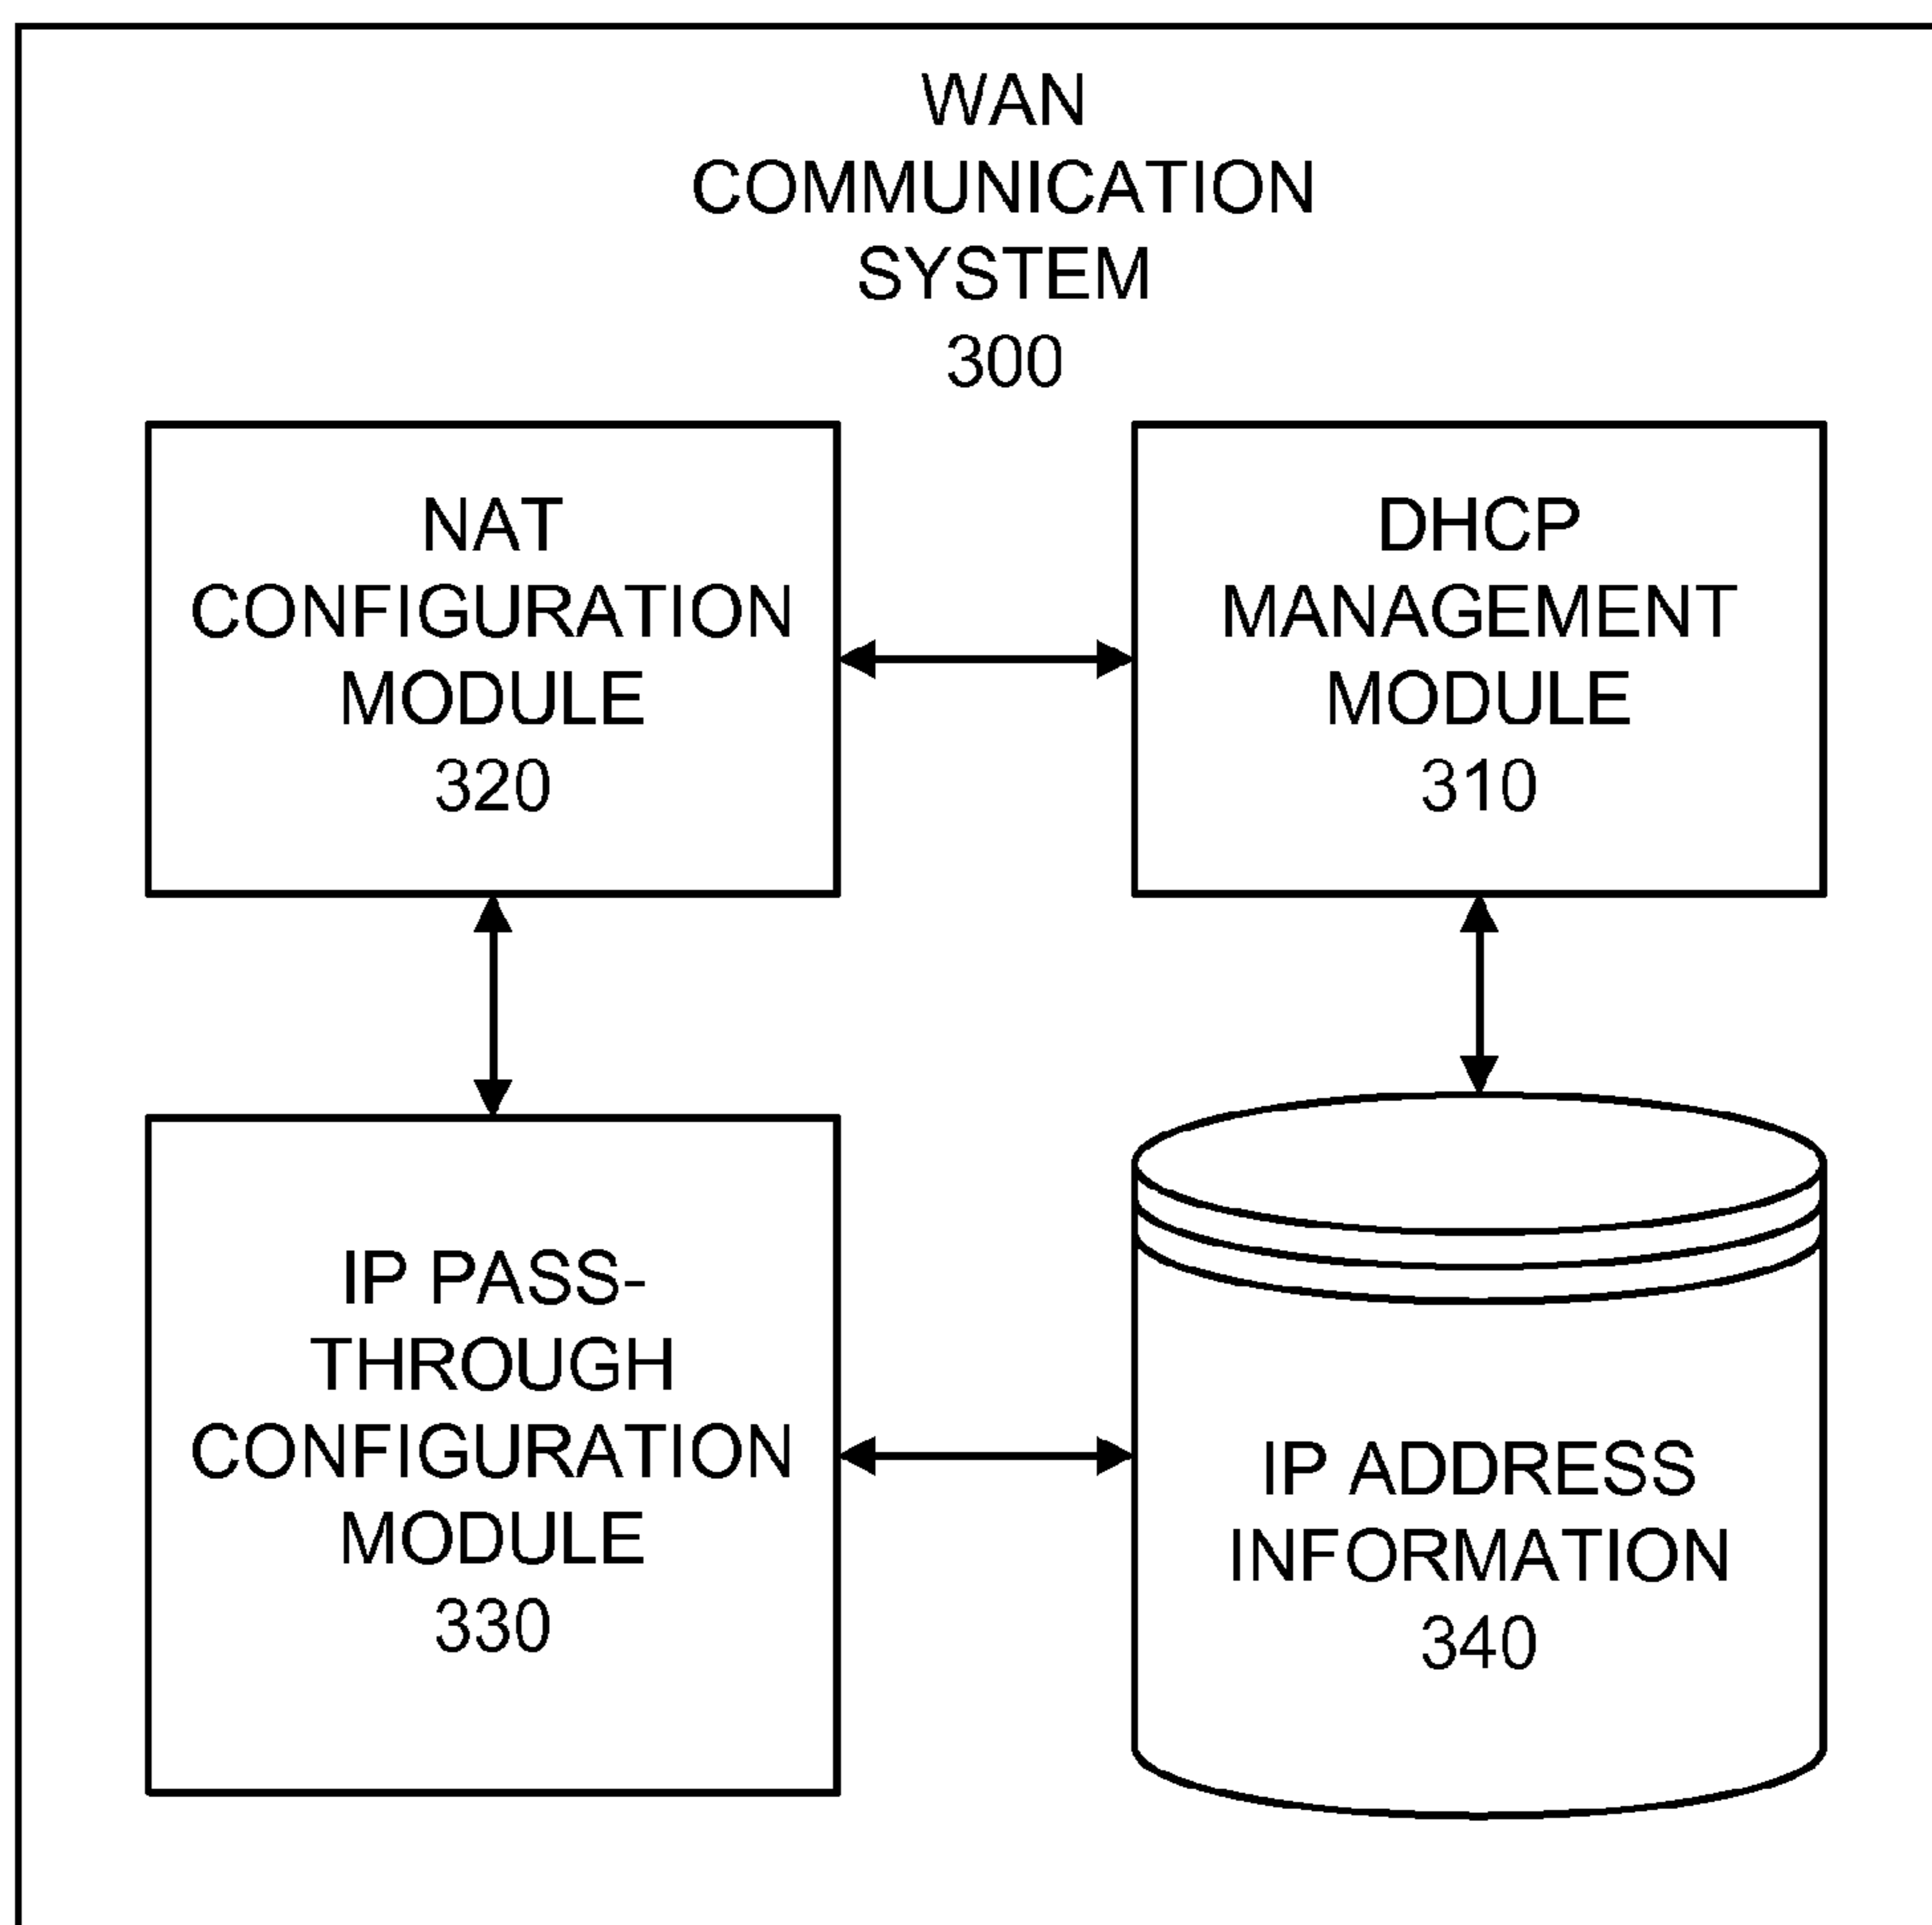 WAN
COMMUNICATION
SYSTEM
300
NAT
CONFIGURATION
MODULE
320
DHCP
MANAGEMENT
MODULE
310
IP PASS-
THROUGH
CONFIGURATION
MODULE
330
IP ADDRESS
INFORMATION
340